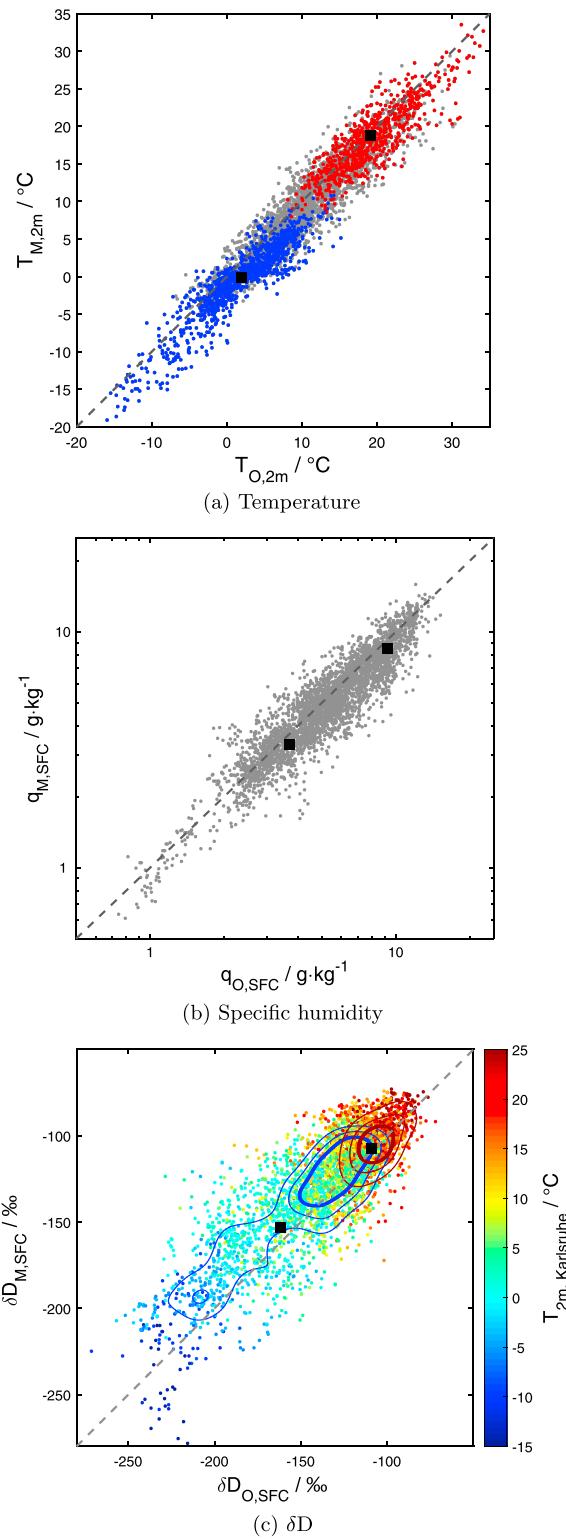 35
30
25
20
15
10
5
0
-5
-10
-15
-20
T_M,2m / °C
-20 -10 0 10 20 30
T_O,2m / °C
(a) Temperature
10
1
q_M,SFC / g·kg^-1
1 10
q_O,SFC / g·kg^-1
(b) Specific humidity
-100
-150
-200
-250
δD_M,SFC / ‰
-250 -200 -150 -100
δD_O,SFC / ‰
25
20
15
10
5
0
-5
-10
-15
T_2m, Karlsruhe / °C
(c) δD